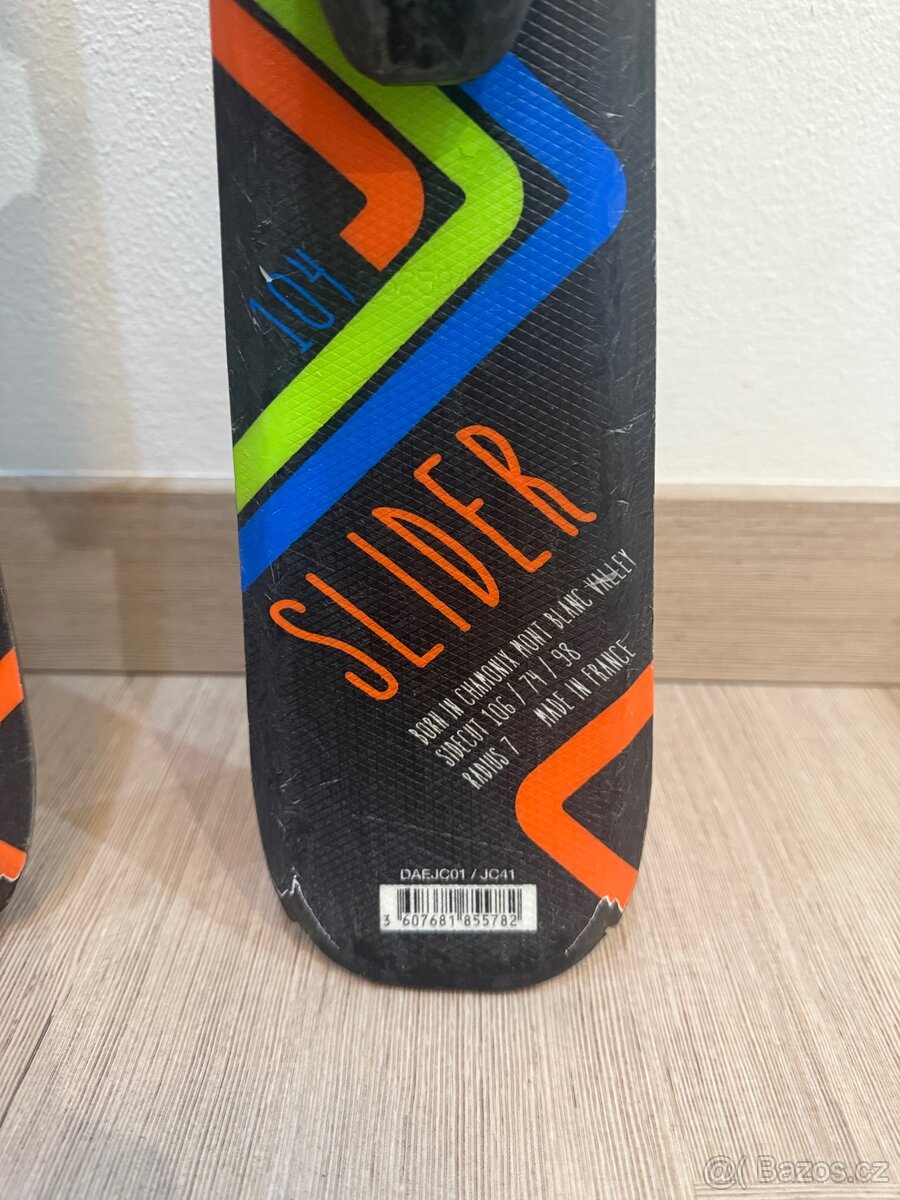 104
SLIDER
BORN IN CHAMONIX MONT BLANC VALLEY
SIDECUT 106 / 74 / 98
RADIUS 7 MADE IN FRANCE
DAEJC01 / JC41
3 607681 855782
@( Bazos.cz